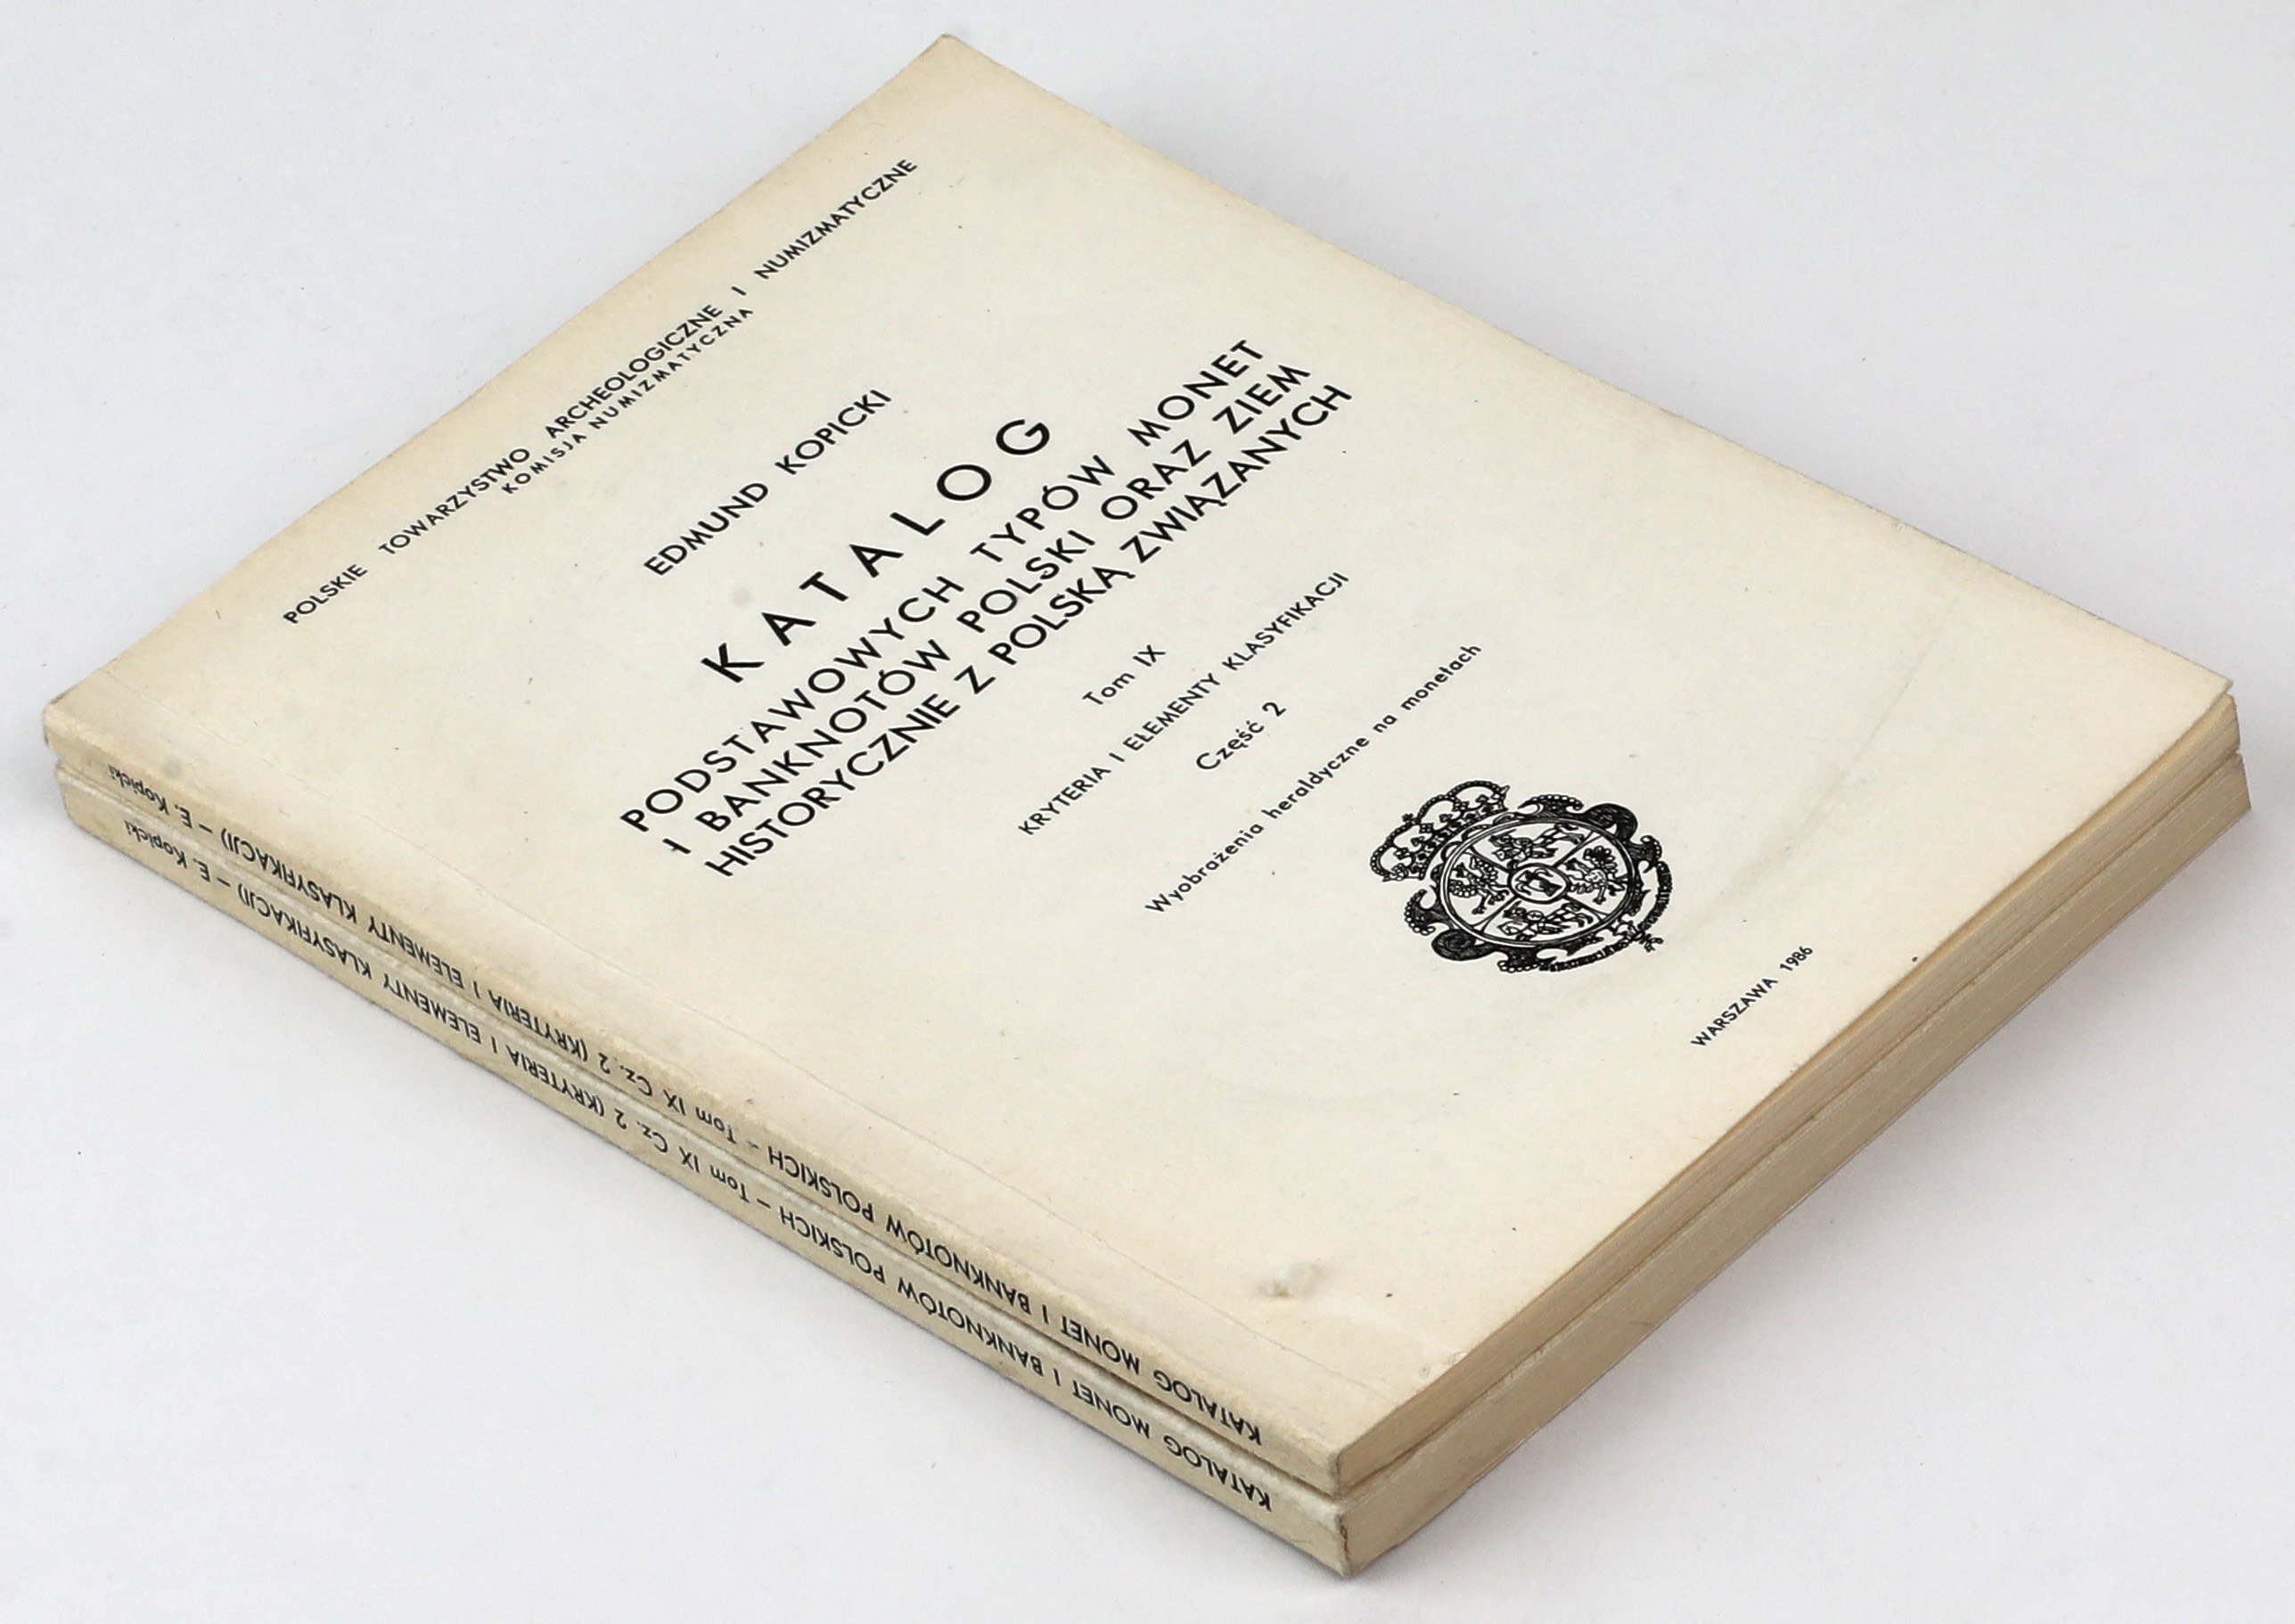 POLSKIE TOWARZYSTWO ARCHEOLOGICZNE I NUMIZMATYCZNE
KOMISJA NUMIZMATYCZNA
EDMUND KOPICKI
KATALOG
PODSTAWOWYCH TYPÓW MONET
I BANKNOTÓW POLSKI ORAZ ZIEM
HISTORYCZNIE Z POLSKĄ ZWIĄZANYCH
Tom IX
KRYTERIA I ELEMENTY KLASYFIKACJI
Część 2
Wyobrażenia heraldyczne na monetach
WARSZAWA 1986
KATALOG MONET I BANKNOTÓW POLSKICH – Tom IX Cz. 2 (KRYTERIA I ELEMENTY KLASYFIKACJI) – E. Kopicki
KATALOG MONET I BANKNOTÓW POLSKICH – Tom IX Cz. 2 (KRYTERIA I ELEMENTY KLASYFIKACJI) – E. Kopicki